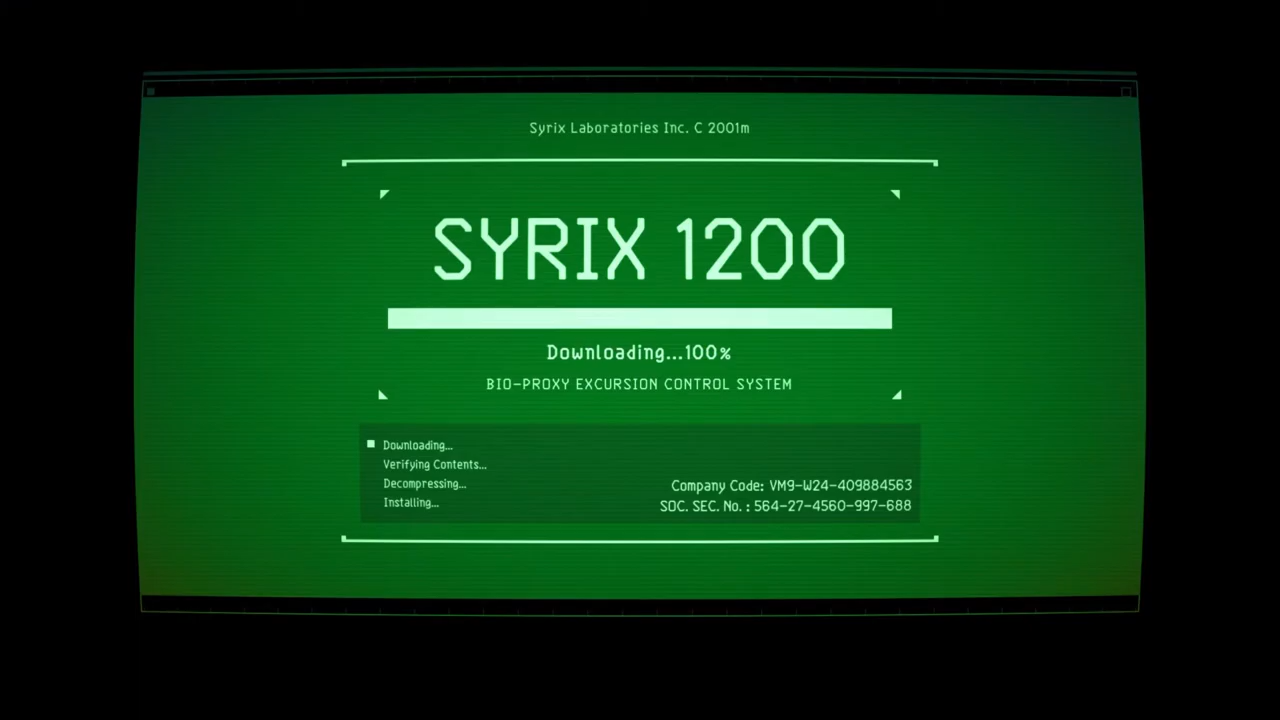 Syrix Laboratories Inc. C 2001m
SYRIX 1200
Downloading...100%
BIO-PROXY EXCURSION CONTROL SYSTEM
Downloading...
Verifying Contents...
Decompressing...
Installing...
Company Code: VM9-W24-409884563
SOC. SEC. No. : 564-27-4560-997-688